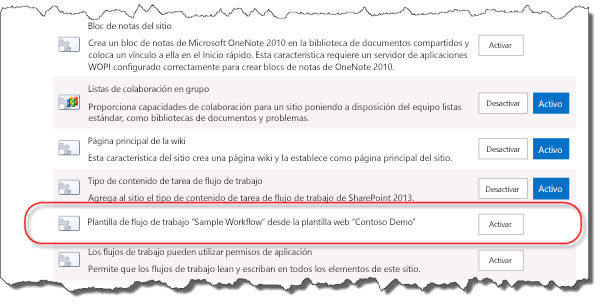 Bloc de notas del sitio
Crea un bloc de notas de Microsoft OneNote 2010 en la biblioteca de documentos compartidos y
coloca un vínculo a ella en el Inicio rápido. Esta característica requiere un servidor de aplicaciones
WOPI configurado correctamente para crear blocs de notas de OneNote 2010.
Activar
Listas de colaboración en grupo
Proporciona capacidades de colaboración para un sitio poniendo a disposición del equipo listas
estándar, como bibliotecas de documentos y problemas.
Desactivar
Activo
Página principal de la wiki
Esta característica del sitio crea una página wiki y la establece como página principal del sitio.
Desactivar
Activo
Tipo de contenido de tarea de flujo de trabajo
Agrega al sitio el tipo de contenido de tarea de flujo de trabajo de SharePoint 2013.
Desactivar
Activo
Plantilla de flujo de trabajo "Sample Workflow" desde la plantilla web "Contoso Demo"
Activar
Los flujos de trabajo pueden utilizar permisos de aplicación
Permite que los flujos de trabajo lean y escriban en todos los elementos de este sitio.
Activar